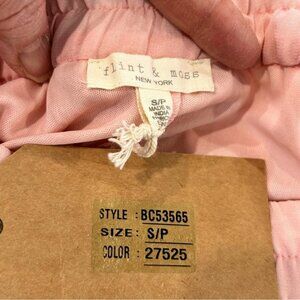 flint & moss
NEW YORK
S/P
MADE IN
INDIA
STYLE : BC53565
SIZE : S/P
COLOR : 27525